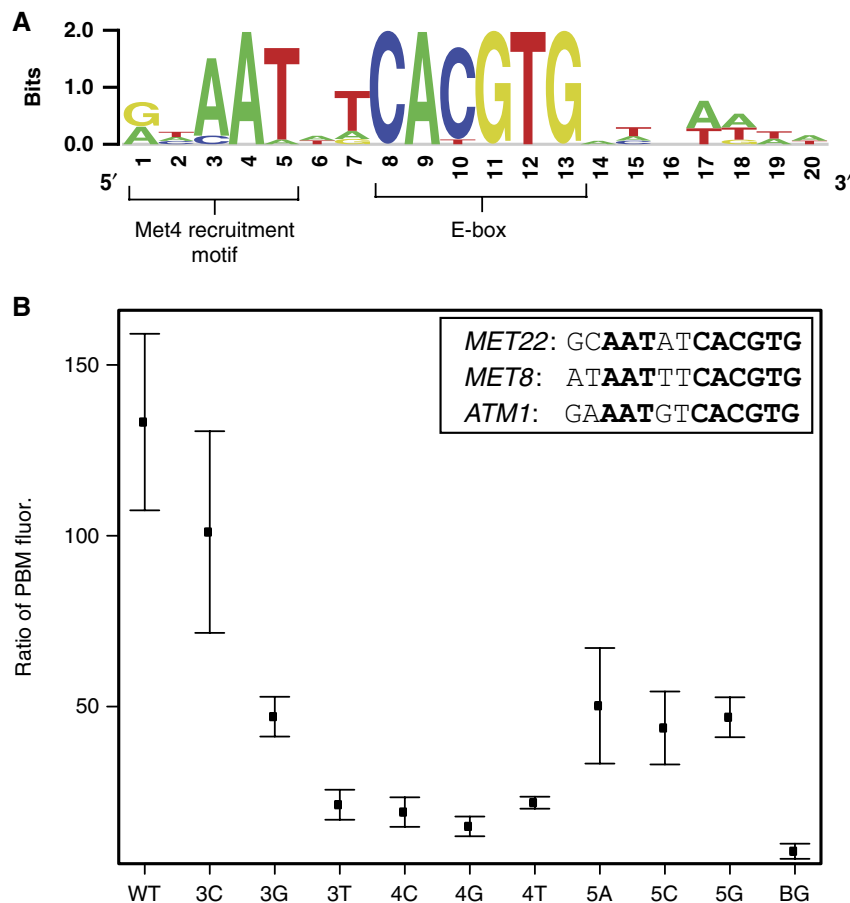 A
Bits
2.0
1.0
0.0
GA
T
AAT
T
CACGTG
A
A
1 2 3 4 5 6 7 8 9 10 11 12 13 14 15 16 17 18 19 20
5′ 3′
Met4 recruitment
motif
E-box
B
MET22: GCAATATCACGTG
MET8: ATAATTTCACGTG
ATM1: GAAATGTCACGTG
Ratio of PBM fluor.
150
100
50
WT 3C 3G 3T 4C 4G 4T 5A 5C 5G BG